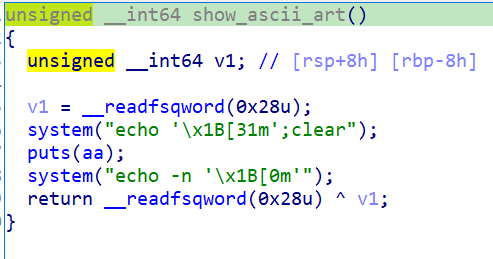 unsigned __int64 show_ascii_art()
{
unsigned __int64 v1; // [rsp+8h] [rbp-8h]
v1 = __readfsqword(0x28u);
system("echo '\x1B[31m';clear");
puts(aa);
system("echo -n '\x1B[0m'");
return __readfsqword(0x28u) ^ v1;
}